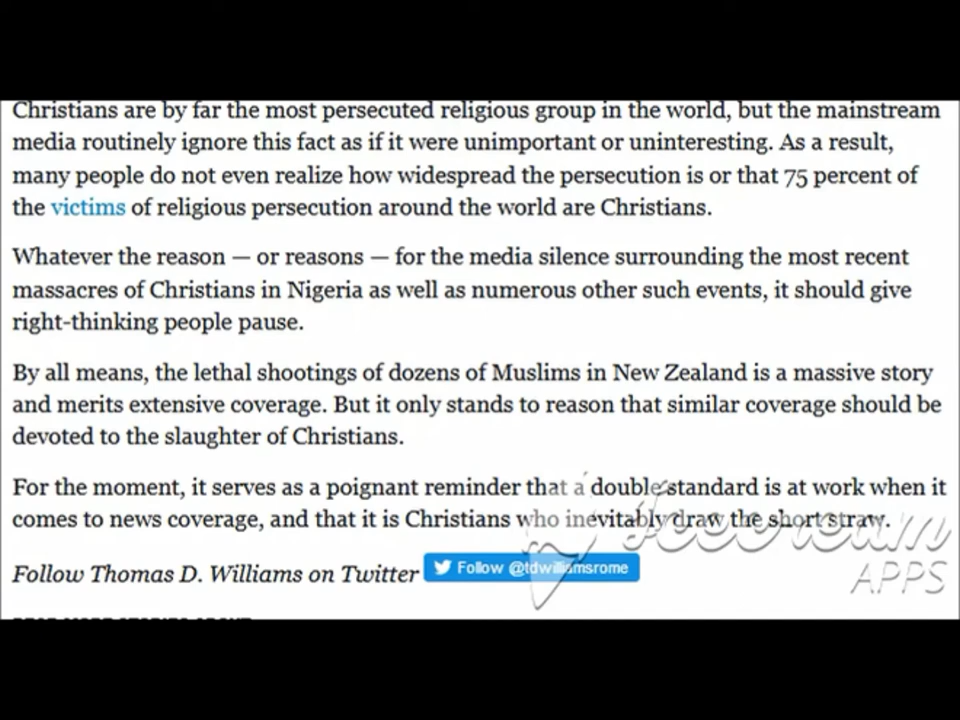 Christians are by far the most persecuted religious group in the world, but the mainstream
media routinely ignore this fact as if it were unimportant or uninteresting. As a result,
many people do not even realize how widespread the persecution is or that 75 percent of
the victims of religious persecution around the world are Christians.
Whatever the reason — or reasons — for the media silence surrounding the most recent
massacres of Christians in Nigeria as well as numerous other such events, it should give
right-thinking people pause.
By all means, the lethal shootings of dozens of Muslims in New Zealand is a massive story
and merits extensive coverage. But it only stands to reason that similar coverage should be
devoted to the slaughter of Christians.
For the moment, it serves as a poignant reminder that a double standard is at work when it
comes to news coverage, and that it is Christians who inevitably draw the short straw.
Icecream
APPS
Follow Thomas D. Williams on Twitter Follow @tdwilliamsrome